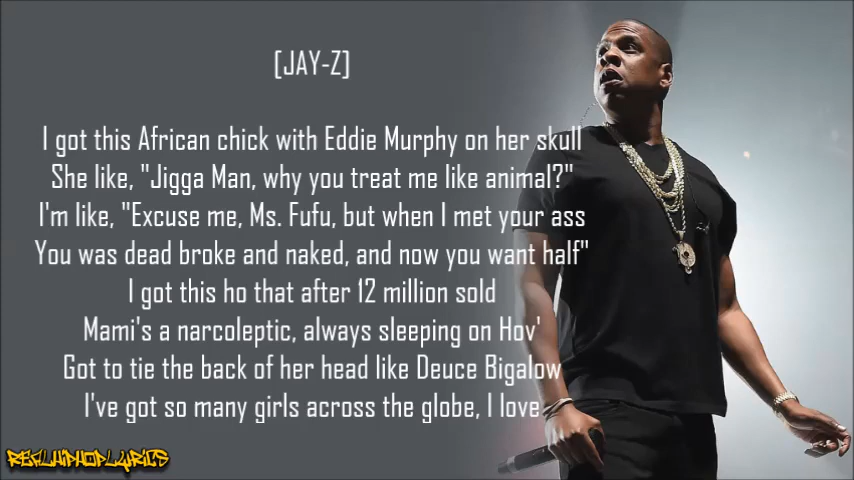 [JAY-Z]
I got this African chick with Eddie Murphy on her skull
She like, "Jigga Man, why you treat me like animal?"
I'm like, "Excuse me, Ms. Fufu, but when I met your ass
You was dead broke and naked, and now you want half"
I got this ho that after 12 million sold
Mami's a narcoleptic, always sleeping on Hov'
Got to tie the back of her head like Deuce Bigalow
I've got so many girls across the globe, I love
REALHIPHOPLYRICS